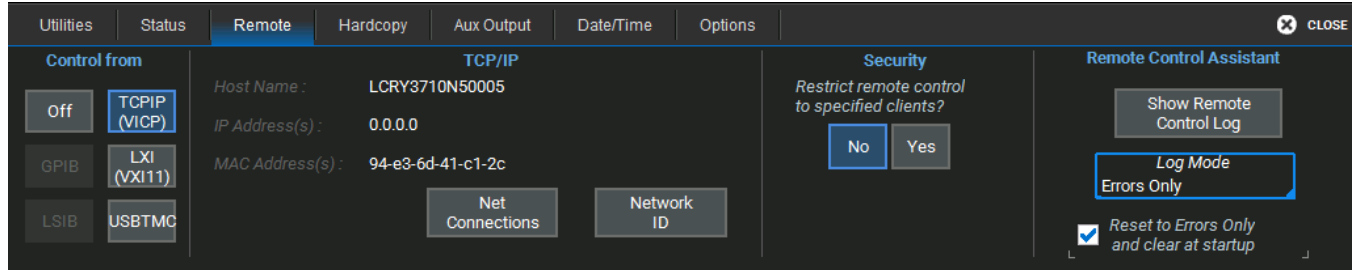 Utilities
Status
Remote
Hardcopy
Aux Output
Date/Time
Options
CLOSE
Control from
Off
TCPIP
(VICP)
GPIB
LXI
(VXI11)
LSIB
USBTMC
TCP/IP
Host Name :
LCRY3710N50005
IP Address(s) :
0.0.0.0
MAC Address(s) :
94-e3-6d-41-c1-2c
Net
Connections
Network
ID
Security
Restrict remote control
to specified clients?
No
Yes
Remote Control Assistant
Show Remote
Control Log
Log Mode
Errors Only
Reset to Errors Only
and clear at startup